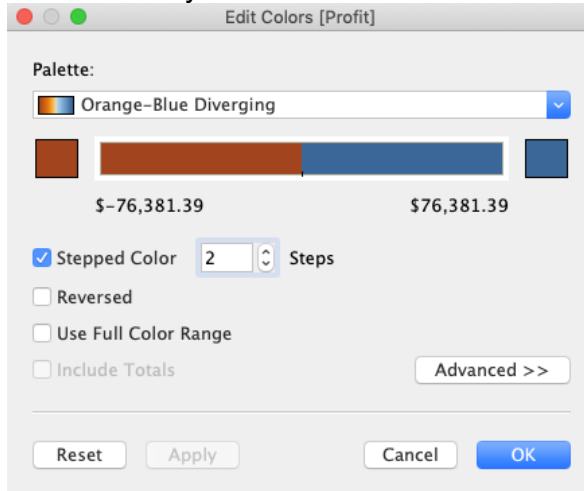 Edit Colors [Profit]
Palette:
Orange-Blue Diverging
$-76,381.39 $76,381.39
Stepped Color 2 Steps
Reversed
Use Full Color Range
Include Totals Advanced >>
Reset Apply Cancel OK